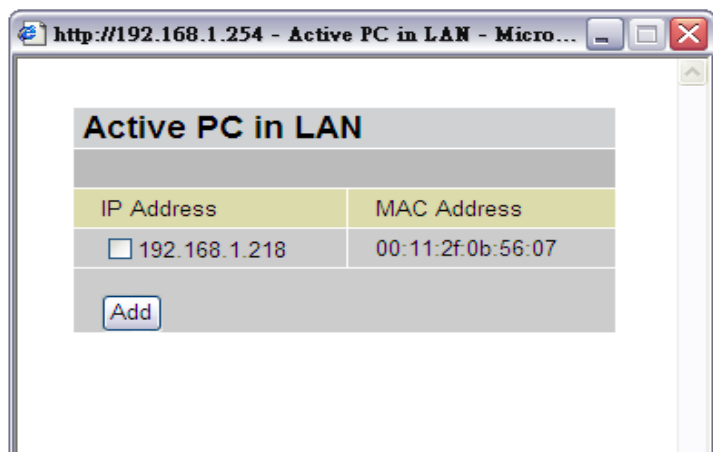 http://192.168.1.254 - Active PC in LAN - Micro...
Active PC in LAN
IP Address MAC Address
192.168.1.218 00:11:2f:0b:56:07
Add